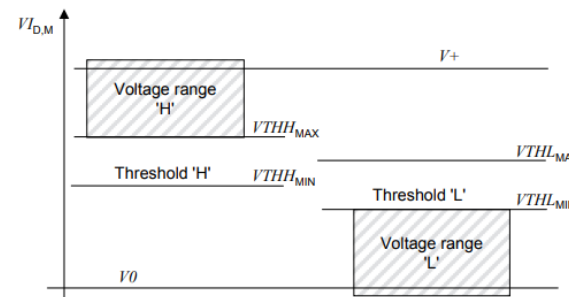 VI_D,M
V+
Voltage range
'H'
VTHH_MAX
VTHL_MA
Threshold 'H'
VTHH_MIN
Threshold 'L'
VTHL_MI
Voltage range
'L'
V0